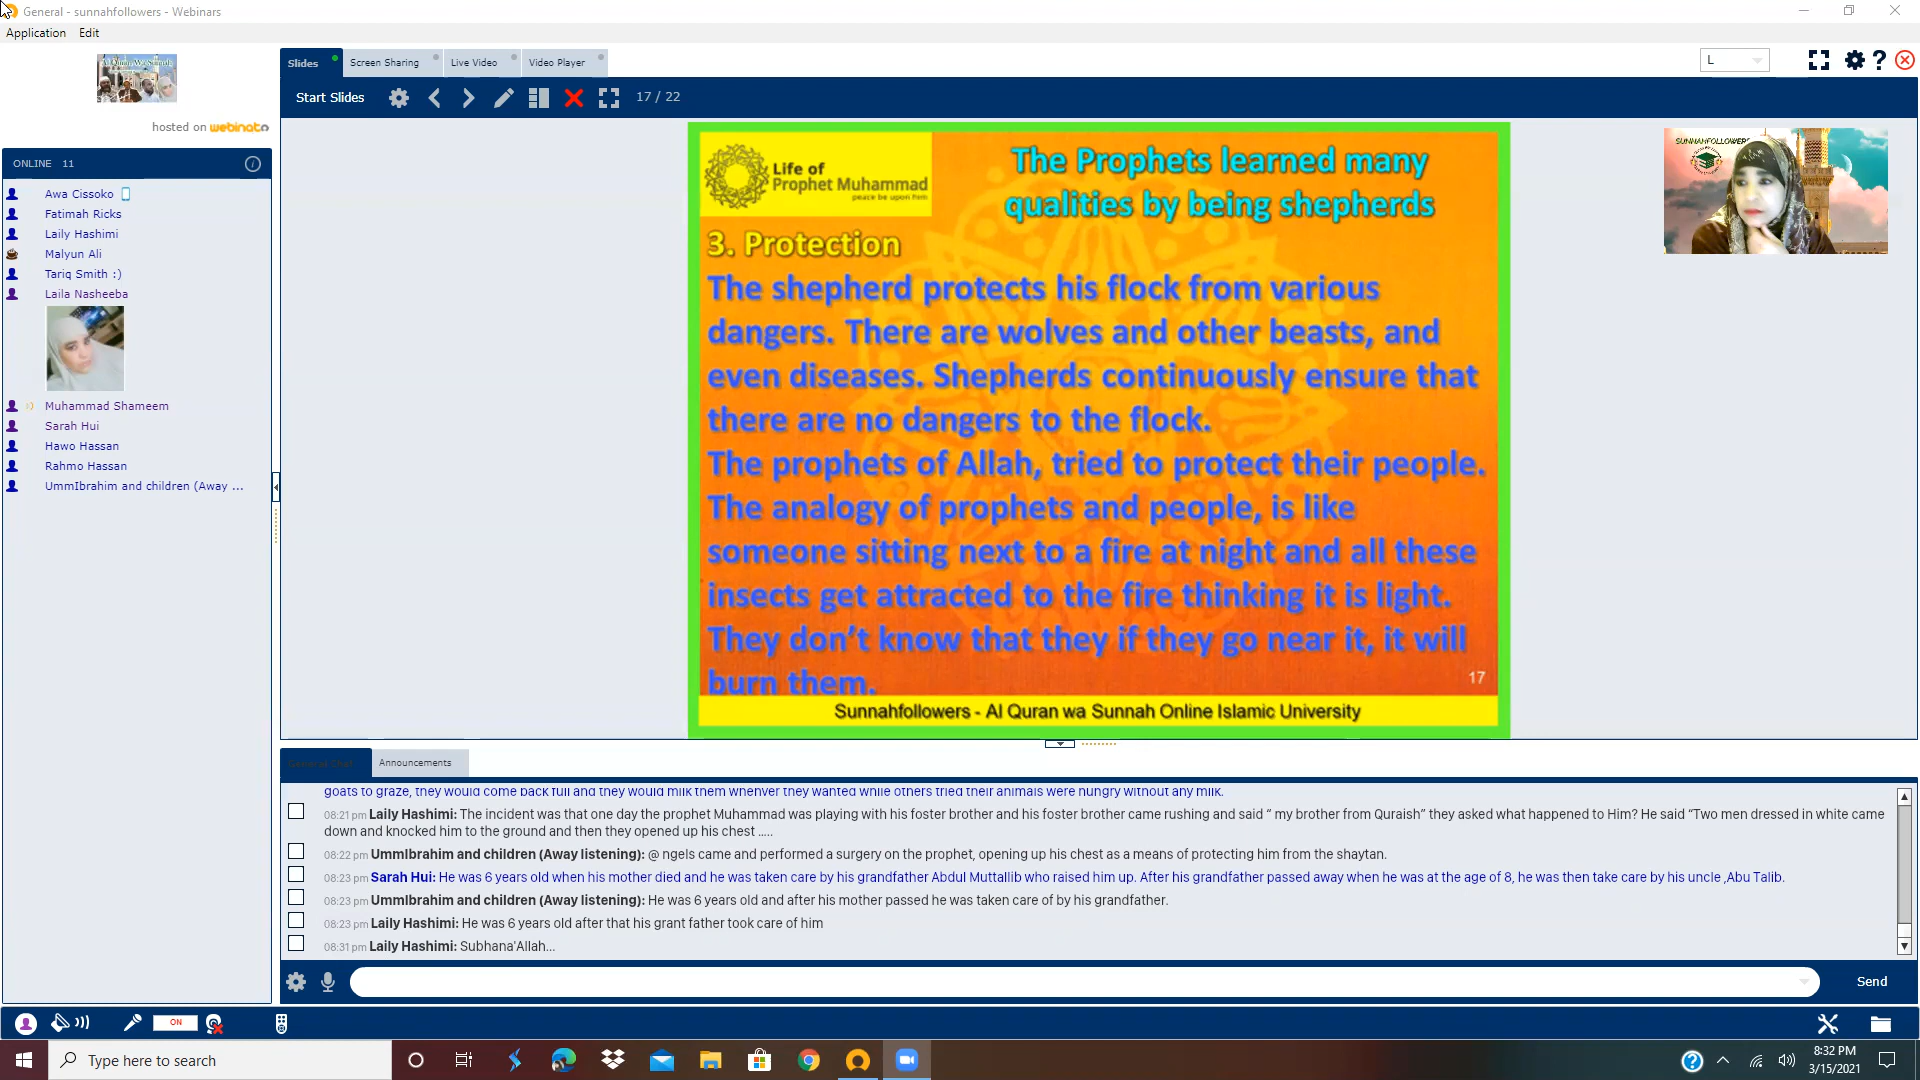 General - sunnahfollowers - Webinars
Application Edit
hosted on webinato
ONLINE 11
Awa Cissoko
Fatimah Ricks
Laily Hashimi
Malyun Ali
Tariq Smith :)
Laila Nasheeba
Muhammad Shameem
Sarah Hui
Hawo Hassan
Rahmo Hassan
UmmIbrahim and children (Away ...
Slides Screen Sharing Live Video Video Player
L
Start Slides 17 / 22
Life of
Prophet Muhammad
peace be upon him
The Prophets learned many
qualities by being shepherds
3. Protection
The shepherd protects his flock from various
dangers. There are wolves and other beasts, and
even diseases. Shepherds continuously ensure that
there are no dangers to the flock.
The prophets of Allah, tried to protect their people.
The analogy of prophets and people, is like
someone sitting next to a fire at night and all these
insects get attracted to the fire thinking it is light.
They don't know that they if they go near it, it will
burn them.
17
Sunnahfollowers - Al Quran wa Sunnah Online Islamic University
SUNNAHFOLLOWERS
General Chat Announcements
goats to graze, they would come back full and they would milk them whenver they wanted while others tried their animals were hungry without any milk.
08:21 pm Laily Hashimi: The incident was that one day the prophet Muhammad was playing with his foster brother and his foster brother came rushing and said “ my brother from Quraish” they asked what happened to Him? He said “Two men dressed in white came
down and knocked him to the ground and then they opened up his chest .....
08:22 pm UmmIbrahim and children (Away listening): @ ngels came and performed a surgery on the prophet, opening up his chest as a means of protecting him from the shaytan.
08:23 pm Sarah Hui: He was 6 years old when his mother died and he was taken care by his grandfather Abdul Muttallib who raised him up. After his grandfather passed away when he was at the age of 8, he was then take care by his uncle ,Abu Talib.
08:23 pm UmmIbrahim and children (Away listening): He was 6 years old and after his mother passed he was taken care of by his grandfather.
08:23 pm Laily Hashimi: He was 6 years old after that his grant father took care of him
08:31 pm Laily Hashimi: Subhana'Allah...
Send
ON
Type here to search
8:32 PM
3/15/2021